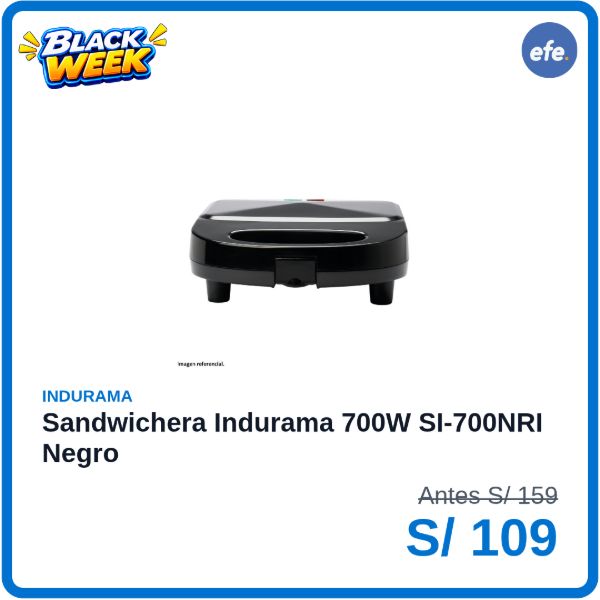 BLACK
WEEK
efe.
Imagen referencial.
INDURAMA
Sandwichera Indurama 700W SI-700NRI
Negro
Antes S/ 159
S/ 109